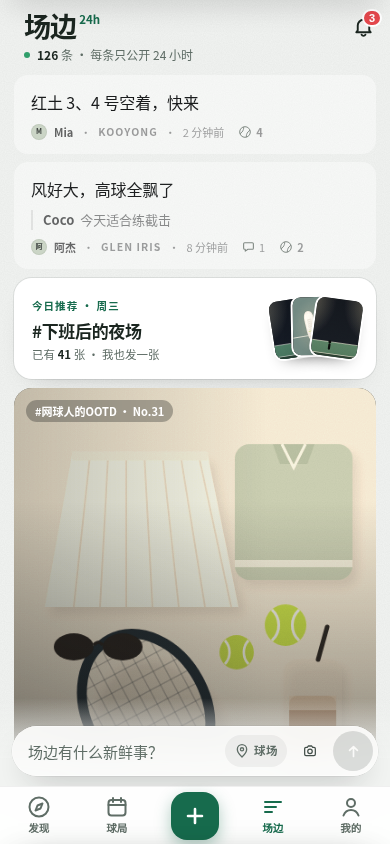 场边 24h
3
126 条 · 每条只公开 24 小时
红土 3、4 号空着，快来
M Mia · KOOYONG · 2 分钟前 4
风好大，高球全飘了
Coco 今天适合练截击
阿 阿杰 · GLEN IRIS · 8 分钟前 1 2
今日推荐 · 周三
#下班后的夜场
已有 41 张 · 我也发一张
#网球人的OOTD · No.31
场边有什么新鲜事？
球场
发现 球局 场边 我的